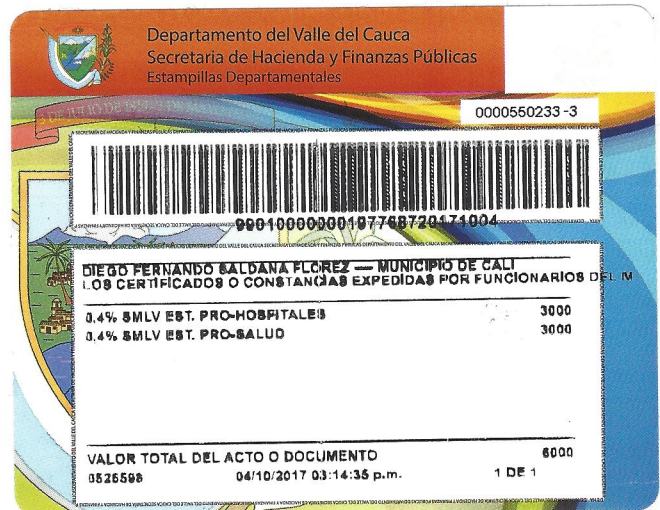 Departamento del Valle del Cauca
Secretaria de Hacienda y Finanzas Públicas
Estampillas Departamentales
0000550233-3
DIEGO FERNANDO SALDANA FLOREZ — MUNICIPIO DE CALI
LOS CERTIFICADOS O CONSTANCIAS EXPEDIDAS POR FUNCIONARIOS DEL M
0.4% SMLV EST. PRO-HOSPITALES 3000
0.4% SMLV EST. PRO-SALUD 3000
VALOR TOTAL DEL ACTO O DOCUMENTO 6000
0526598 04/10/2017 03:14:35 p.m. 1 DE 1